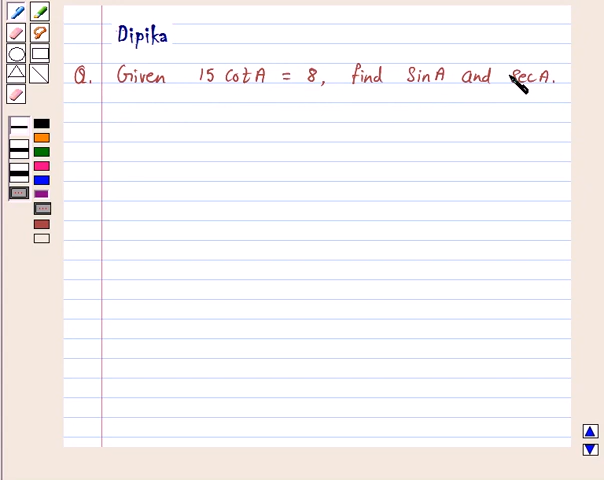 Dipika
Q. Given 15 cot A = 8, find Sin A and Sec A.